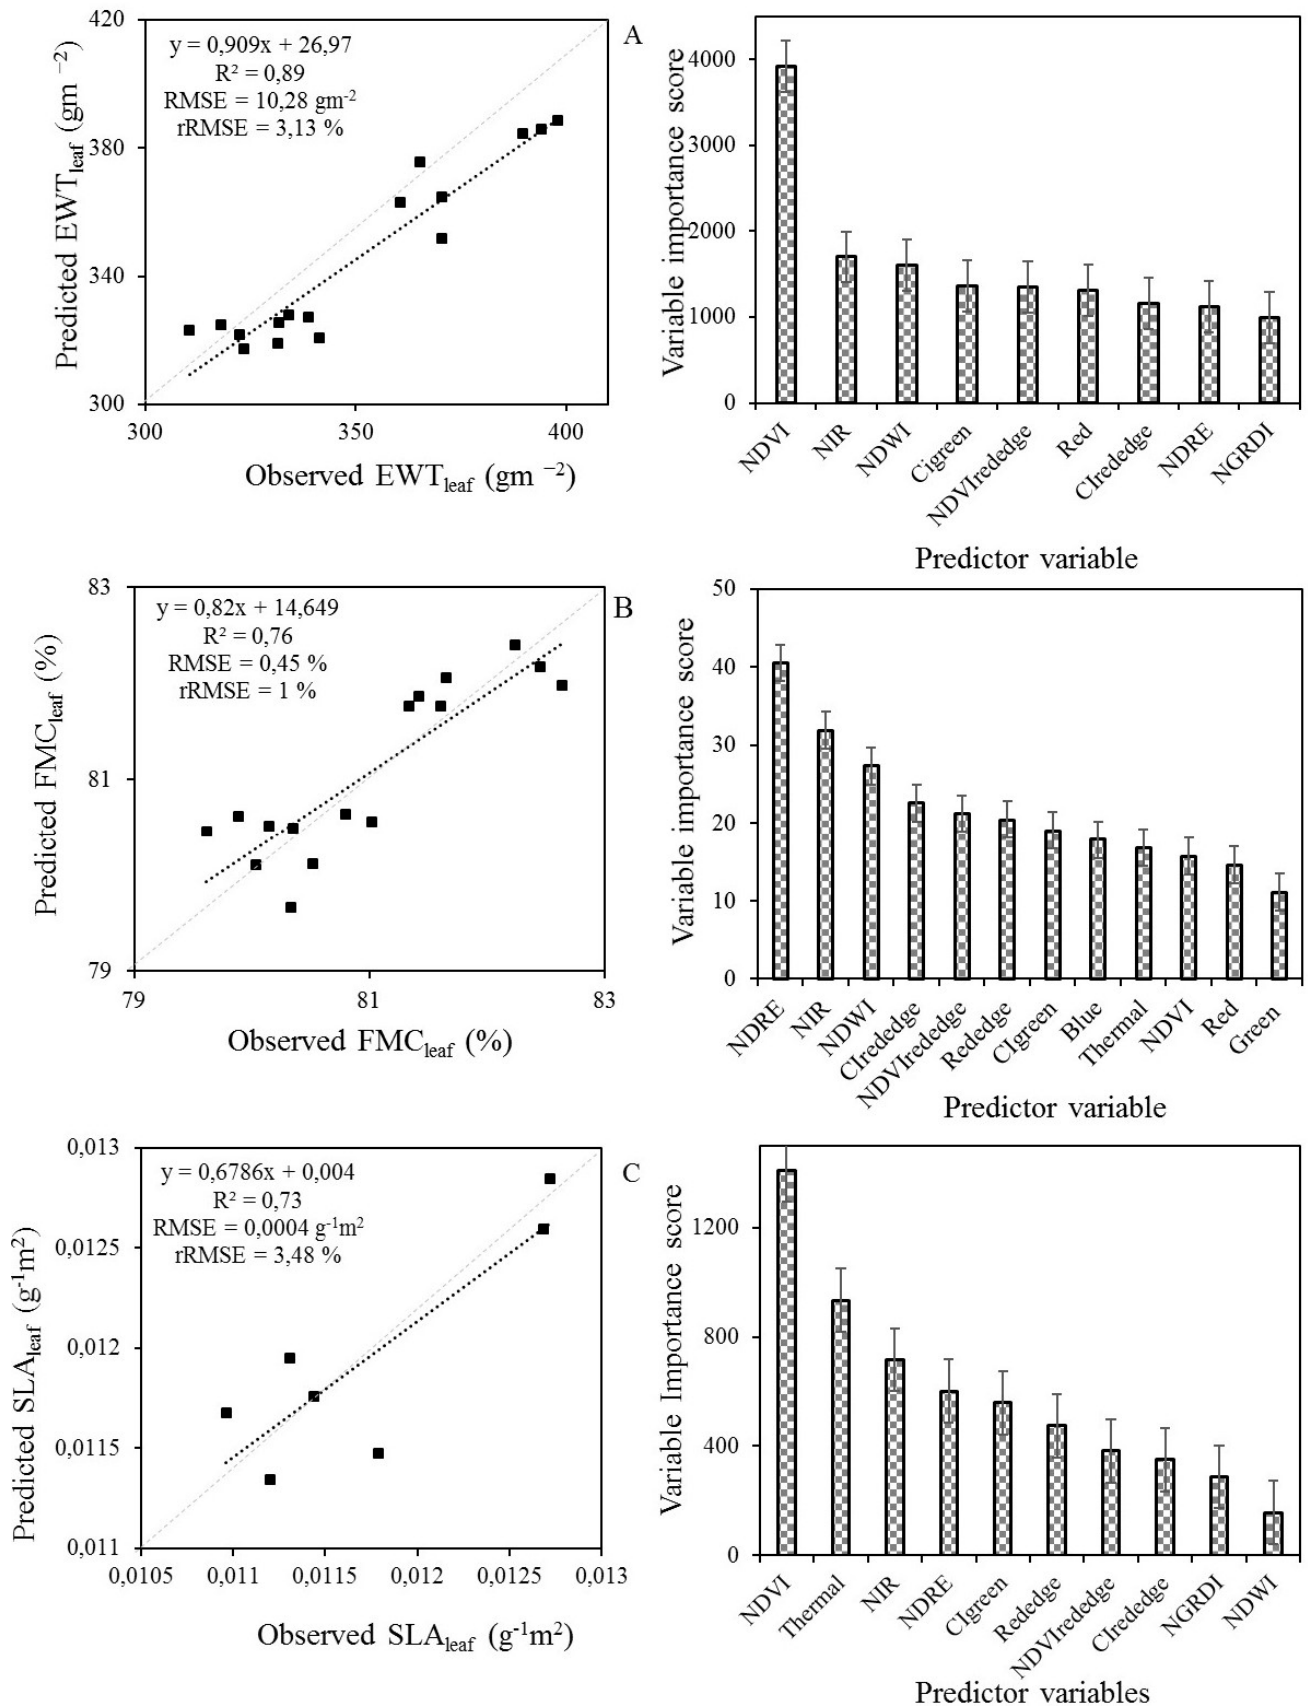 A
y = 0,909x + 26,97
R² = 0,89
RMSE = 10,28 gm⁻²
rRMSE = 3,13 %
420
380
340
300
300 350 400
Predicted EWTleaf (gm ⁻²)
Observed EWTleaf (gm ⁻²)
Variable importance score
4000
3000
2000
1000
0
NDVI NIR NDWI Cigreen NDVIrededge Red CIrededge NDRE NGRDI
Predictor variable
B
y = 0,82x + 14,649
R² = 0,76
RMSE = 0,45 %
rRMSE = 1 %
83
81
79
79 81 83
Predicted FMCleaf (%)
Observed FMCleaf (%)
Variable importance score
50
40
30
20
10
0
NDRE NIR NDWI CIrededge NDVIrededge Rededge CIgreen Blue Thermal NDVI Red Green
Predictor variable
C
y = 0,6786x + 0,004
R² = 0,73
RMSE = 0,0004 g⁻¹m²
rRMSE = 3,48 %
0,013
0,0125
0,012
0,0115
0,011
0,0105 0,011 0,0115 0,012 0,0125 0,013
Predicted SLAleaf (g⁻¹m²)
Observed SLAleaf (g⁻¹m²)
Variable Importance score
1200
800
400
0
NDVI Thermal NIR NDRE CIgreen Rededge NDVIrededge CIrededge NGRDI NDWI
Predictor variables